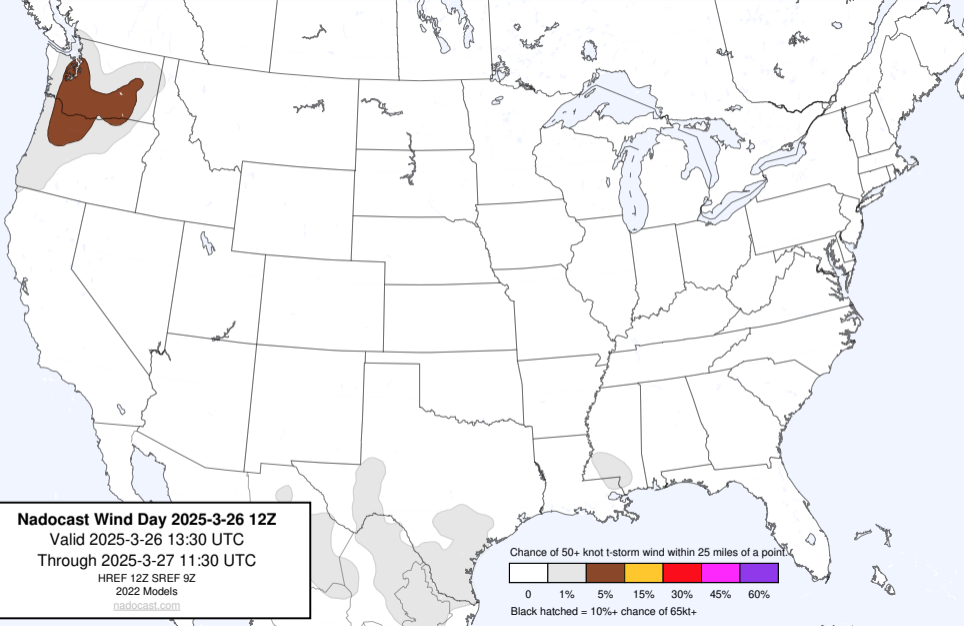 Nadocast Wind Day 2025-3-26 12Z
Valid 2025-3-26 13:30 UTC
Through 2025-3-27 11:30 UTC
HREF 12Z SREF 9Z
2022 Models
nadocast.com
Chance of 50+ knot t-storm wind within 25 miles of a point.
0 1% 5% 15% 30% 45% 60%
Black hatched = 10%+ chance of 65kt+